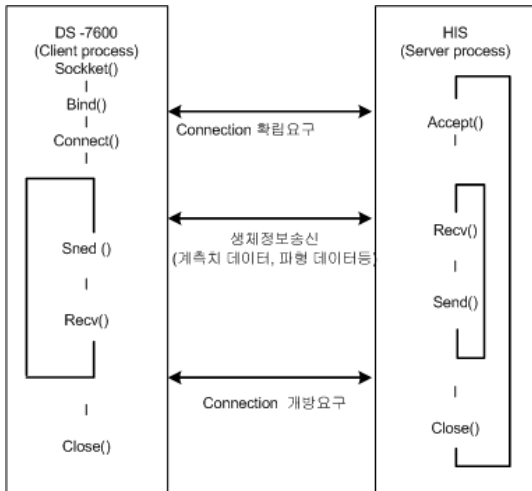 DS -7600
(Client process)
Sockket()
Bind()
Connect()
Sned ()
Recv()
Close()
Connection 확립요구
생체정보송신
(계측치 데이터, 파형 데이터등)
Connection 개방요구
HIS
(Server process)
Accept()
Recv()
Send()
Close()